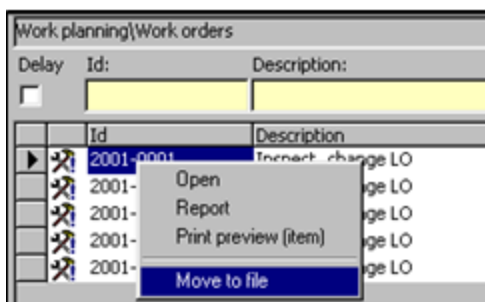 Work planning\Work orders
Delay Id: Description:
Id Description
2001-0001 Inspect, change LO
2001- ge LO
2001- ge LO
2001- ge LO
2001- ge LO
Open
Report
Print preview (item)
Move to file